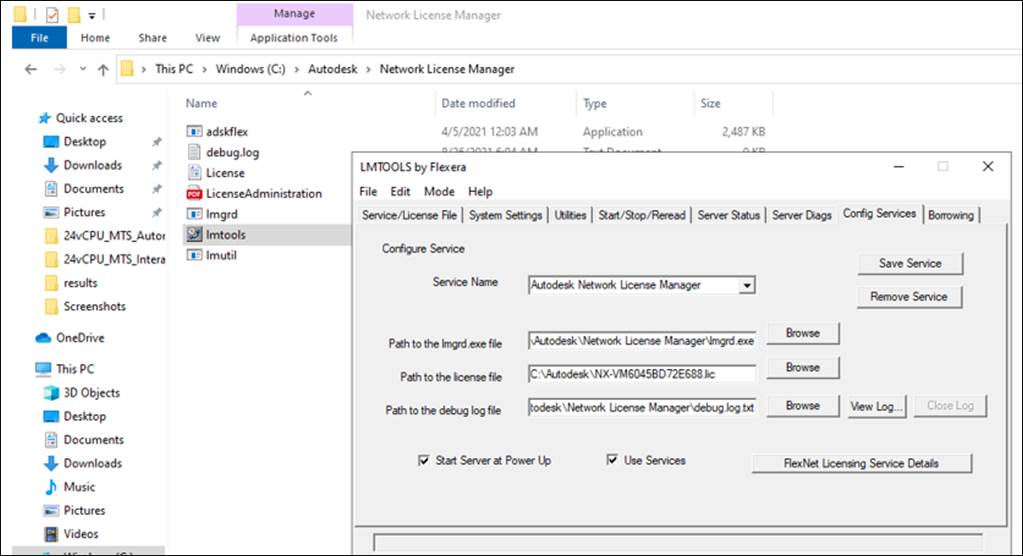 Manage
Network License Manager
File
Home
Share
View
Application Tools
This PC
Windows (C:)
Autodesk
Network License Manager
Name
Date modified
Type
Size
Quick access
Desktop
Downloads
Documents
Pictures
24vCPU_MTS_Autor
24vCPU_MTS_Intera
results
Screenshots
OneDrive
This PC
3D Objects
Desktop
Documents
Downloads
Music
Pictures
Videos
adskflex
4/5/2021 12:03 AM
Application
2,487 KB
debug.log
License
LicenseAdministration
lmgrd
lmtools
lmutil
LMTOOLS by Flexera
File Edit Mode Help
Service/License File
System Settings
Utilities
Start/Stop/Reread
Server Status
Server Diags
Config Services
Borrowing
Configure Service
Save Service
Service Name
Autodesk Network License Manager
Remove Service
Path to the lmgrd.exe file
\Autodesk\Network License Manager\lmgrd.exe
Browse
Path to the license file
C:\Autodesk\NX-VM6045BD72E688.lic
Browse
Path to the debug log file
todesk\Network License Manager\debug.log.txt
Browse
View Log...
Close Log
Start Server at Power Up
Use Services
FlexNet Licensing Service Details